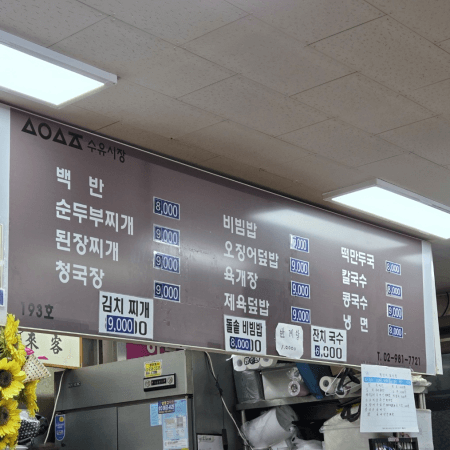 수유시장
백 반 8,000
순두부찌개 9,000
된장찌개 9,000
청국장 9,000
김치 찌개
9,000
비빔밥
오징어덮밥 9,000
육개장 9,000
제육덮밥 9,000
돌솥 비빔밥
8,000
떡만두국 8,000
칼국수 8,000
콩국수 9,000
냉 면 8,000
잔치 국수
6,500
193호
T. 02-981-7721
來客